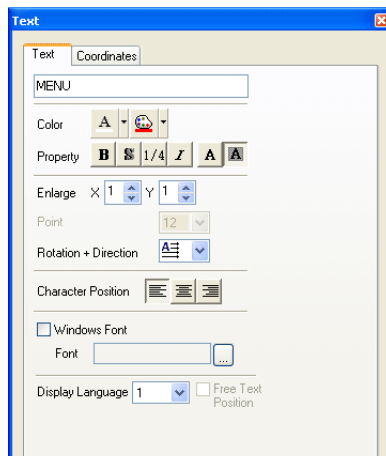 Text
Text Coordinates
MENU
Color A
Property B S 1/4 I A A
Enlarge X 1 Y 1
Point 12
Rotation + Direction A
Character Position
Windows Font
Font ...
Display Language 1 Free Text
Position